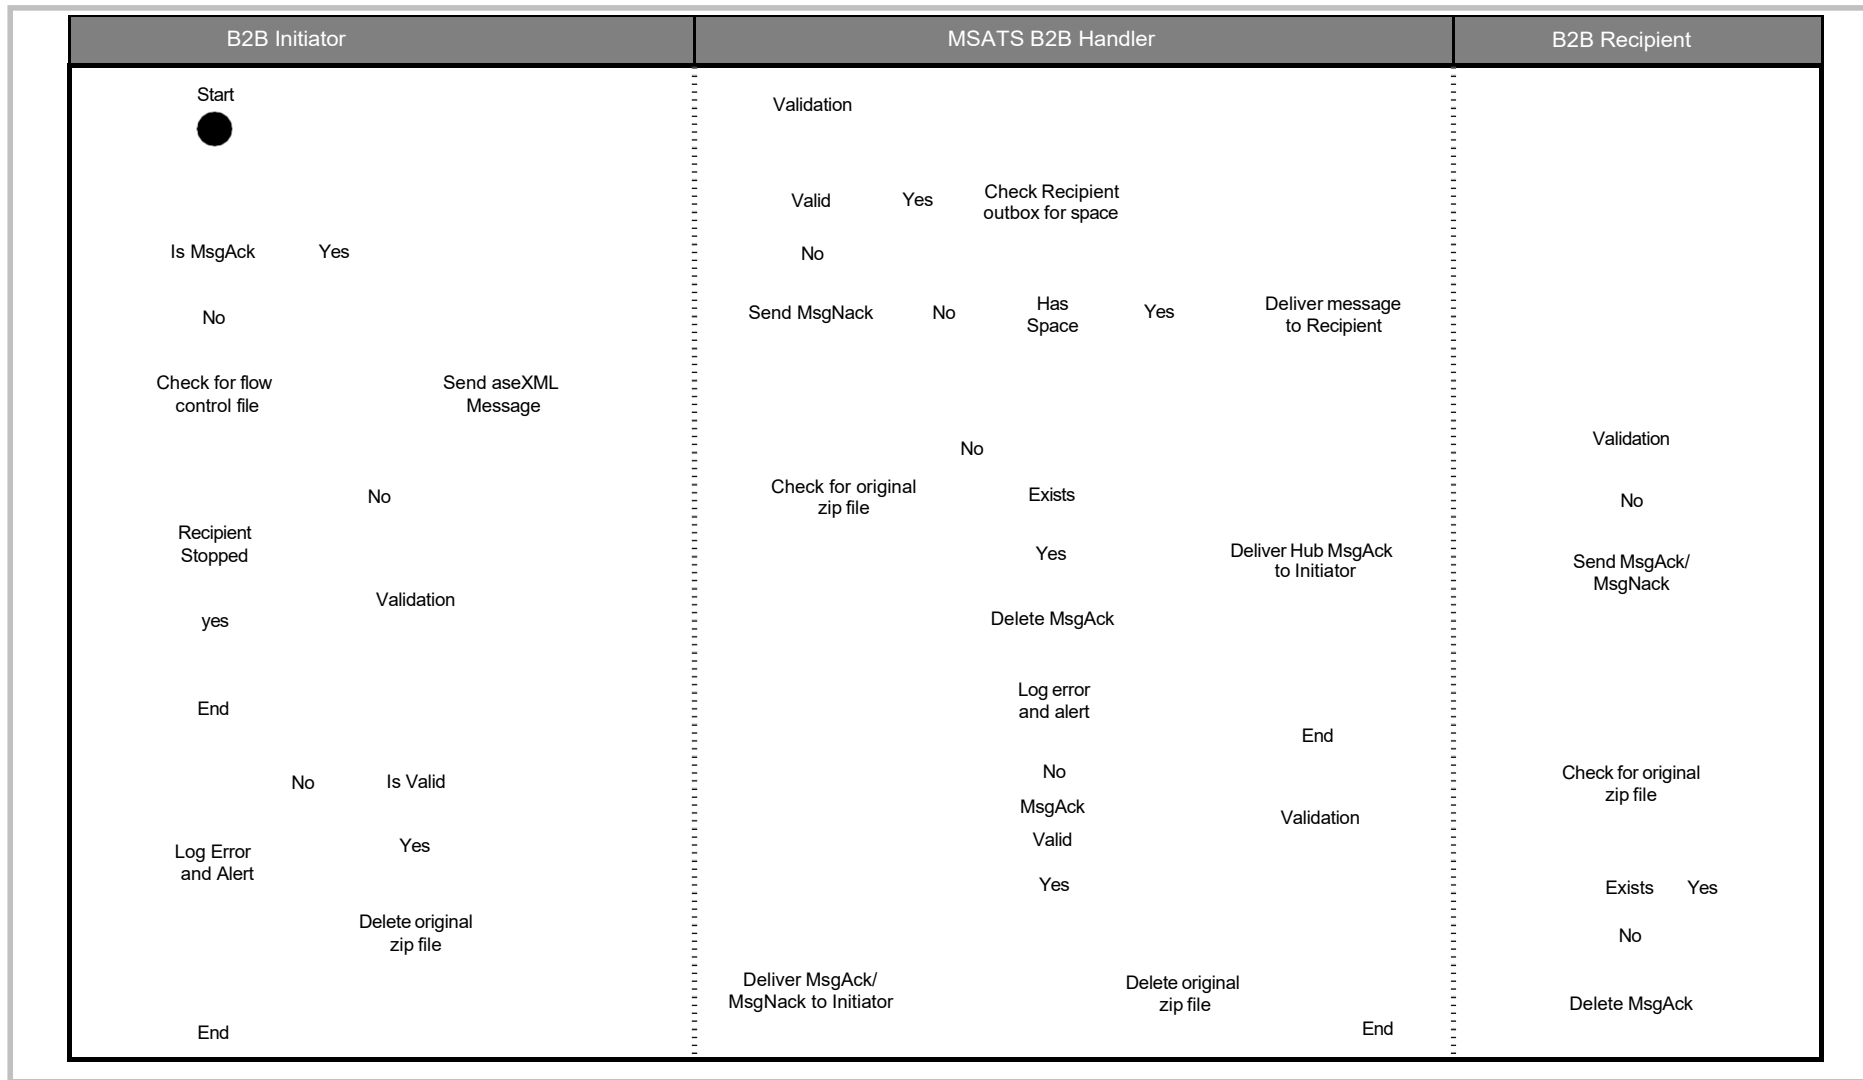 B2B Initiator
MSATS B2B Handler
B2B Recipient
Start
Is MsgAck
Yes
No
Check for flow
control file
Send aseXML
Message
No
Recipient
Stopped
Validation
yes
End
No
Is Valid
Yes
Log Error
and Alert
Delete original
zip file
End
Validation
Valid
Yes
Check Recipient
outbox for space
No
Send MsgNack
No
Has
Space
Yes
Deliver message
to Recipient
No
Check for original
zip file
Exists
Yes
Deliver Hub MsgAck
to Initiator
Delete MsgAck
Log error
and alert
End
No
MsgAck
Valid
Validation
Yes
Deliver MsgAck/
MsgNack to Initiator
Delete original
zip file
End
Validation
No
Send MsgAck/
MsgNack
Check for original
zip file
Exists
Yes
No
Delete MsgAck